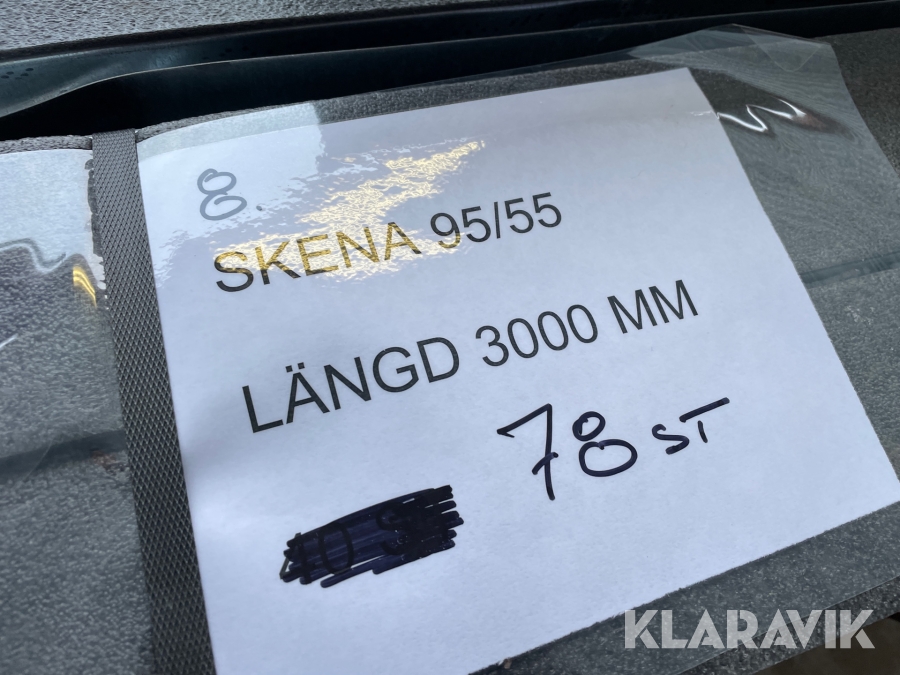 8.
SKENA 95/55
LÄNGD 3000 MM
78 ST
KLARAVIK